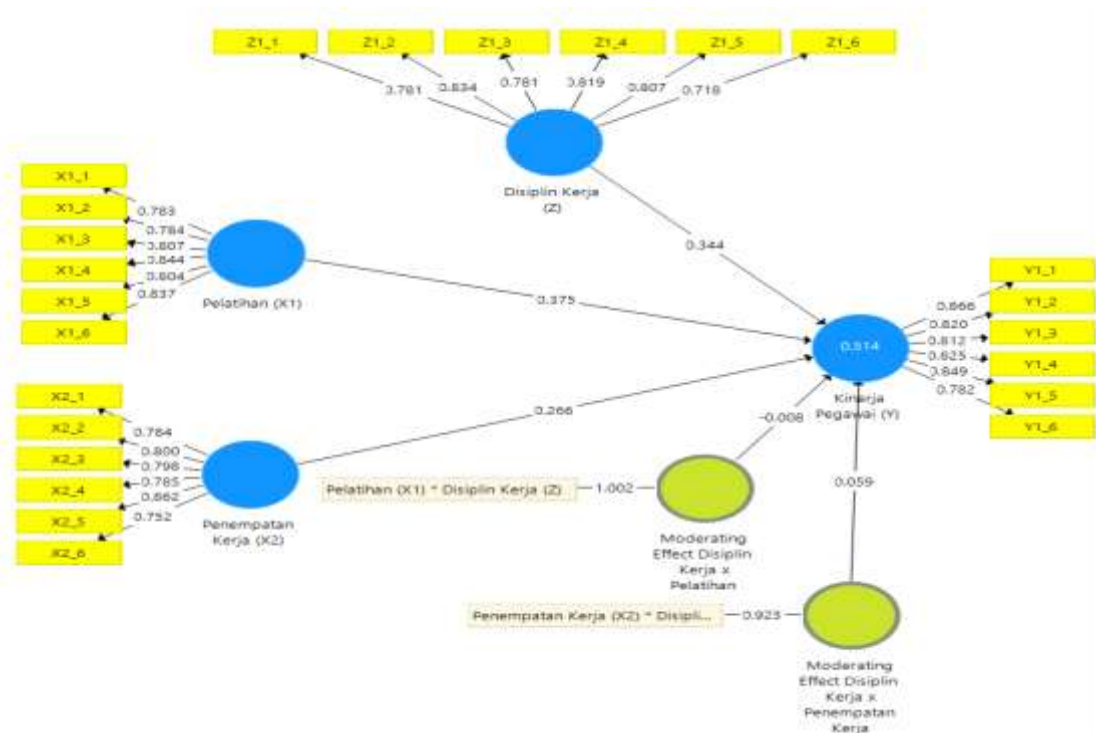 Z1_1 Z1_2 Z1_3 Z1_4 Z1_5 Z1_6
0.781 0.834 0.781 0.819 0.807 0.718
Disiplin Kerja
(Z)
X1_1
X1_2
X1_3
X1_4
X1_5
X1_6
0.783
0.784
0.807
0.844
0.804
0.837
Pelatihan (X1)
0.344
0.375
Y1_1
Y1_2
Y1_3
Y1_4
Y1_5
Y1_6
0.866
0.820
0.812
0.825
0.849
0.782
0.514
Kinerja
Pegawai (Y)
X2_1
X2_2
X2_3
X2_4
X2_5
X2_6
0.764
0.800
0.798
0.785
0.862
0.752
Penempatan
Kerja (X2)
0.266
-0.008
0.059
Pelatihan (X1) * Disiplin Kerja (Z)
1.002
Moderating
Effect Disiplin
Kerja x
Pelatihan
Penempatan Kerja (X2) * Disipli...
0.923
Moderating
Effect Disiplin
Kerja x
Penempatan
Kerja